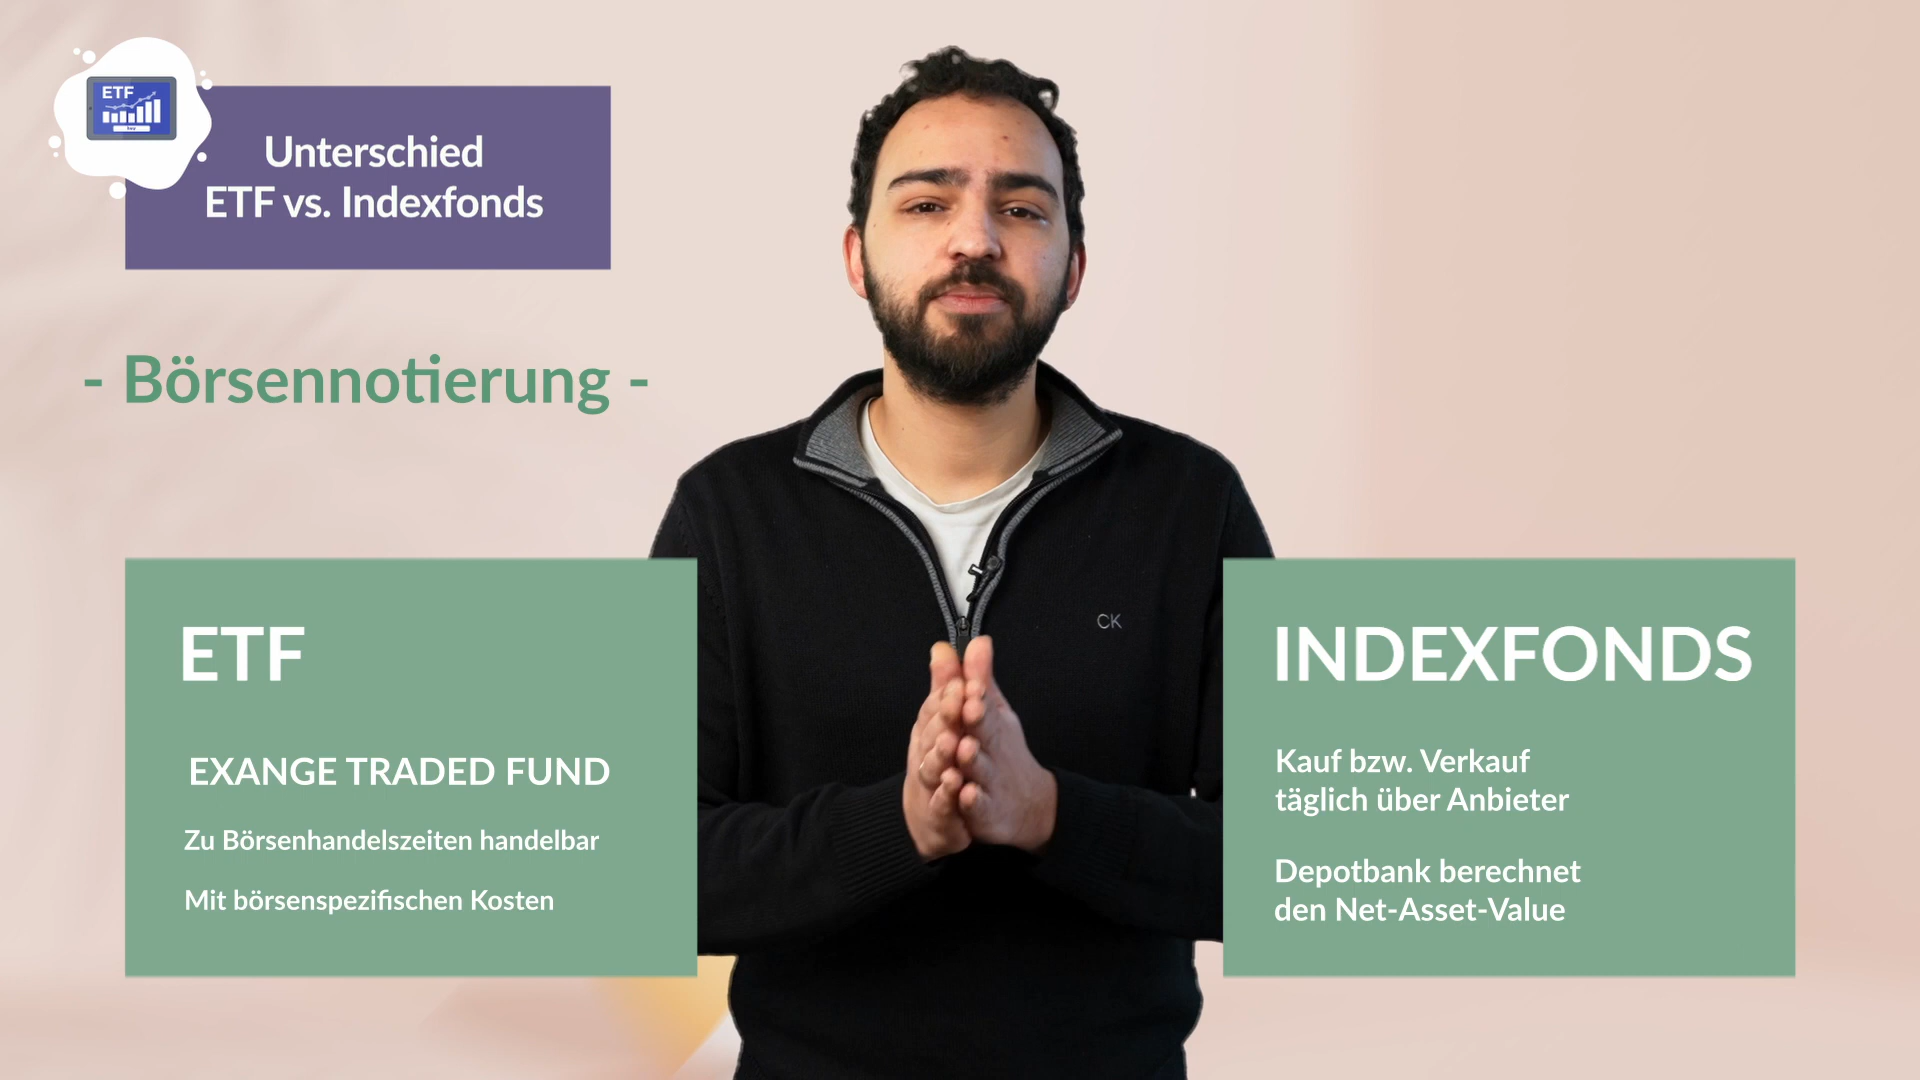 ETF
Unterschied
ETF vs. Indexfonds
- Börsennotierung -
CK
ETF
EXANGE TRADED FUND
Zu Börsenhandelszeiten handelbar
Mit börsenspezifischen Kosten
INDEXFONDS
Kauf bzw. Verkauf
täglich über Anbieter
Depotbank berechnet
den Net-Asset-Value